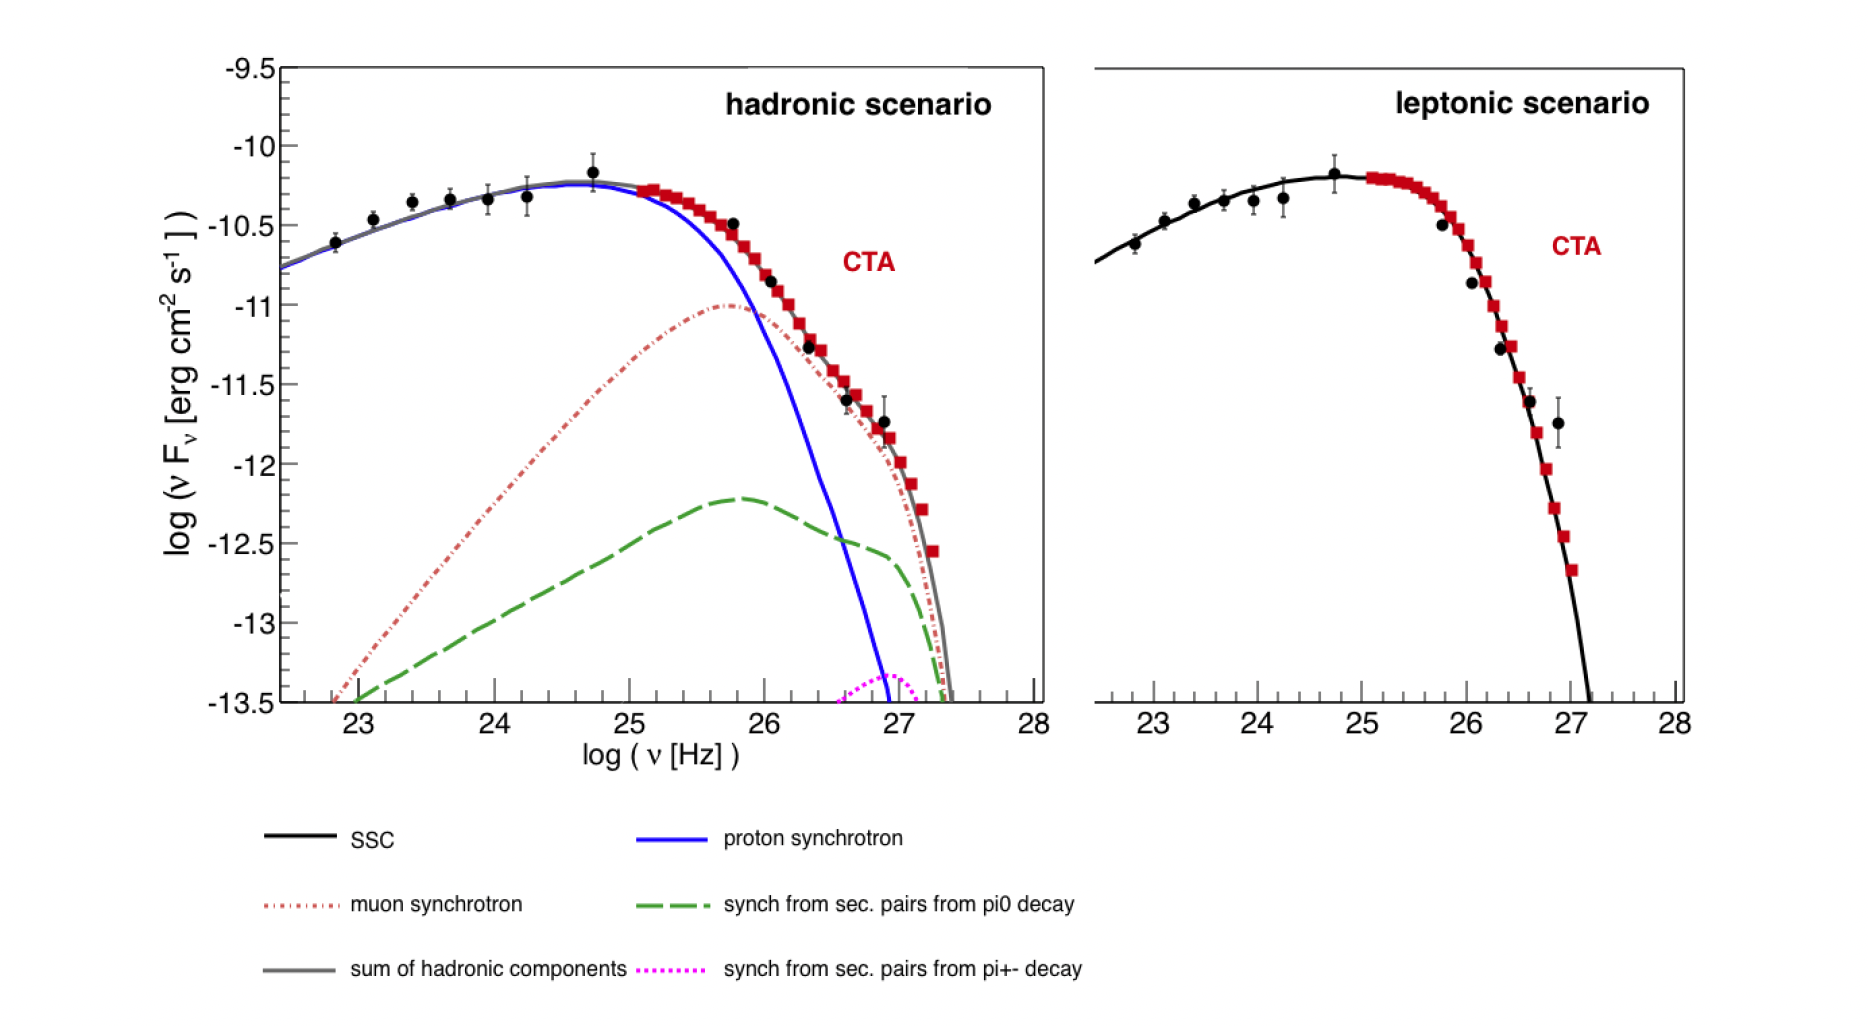 hadronic scenario
CTA
-9.5
-10
-10.5
-11
-11.5
-12
-12.5
-13
-13.5
log (ν Fν [erg cm-2 s-1 ] )
23 24 25 26 27 28
log ( ν [Hz] )
leptonic scenario
CTA
23 24 25 26 27 28
SSC
proton synchrotron
muon synchrotron
synch from sec. pairs from pi0 decay
sum of hadronic components
synch from sec. pairs from pi+- decay